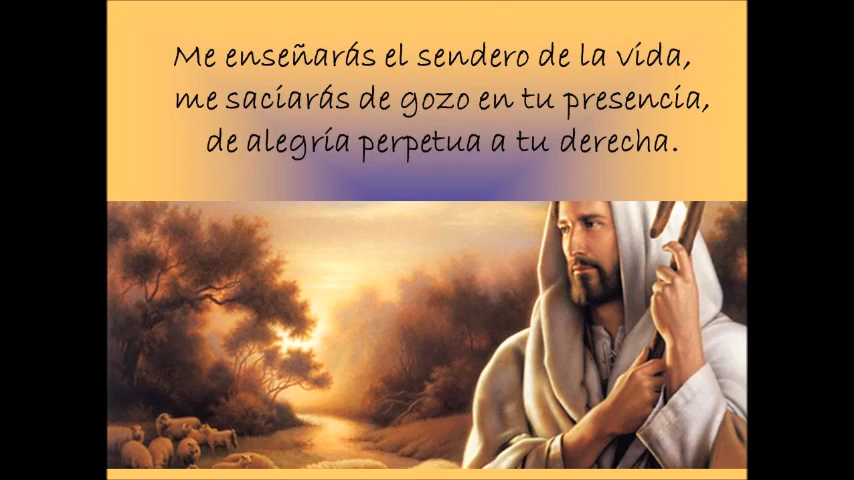 Me enseñarás el sendero de la vida,
me saciarás de gozo en tu presencia,
de alegría perpetua a tu derecha.